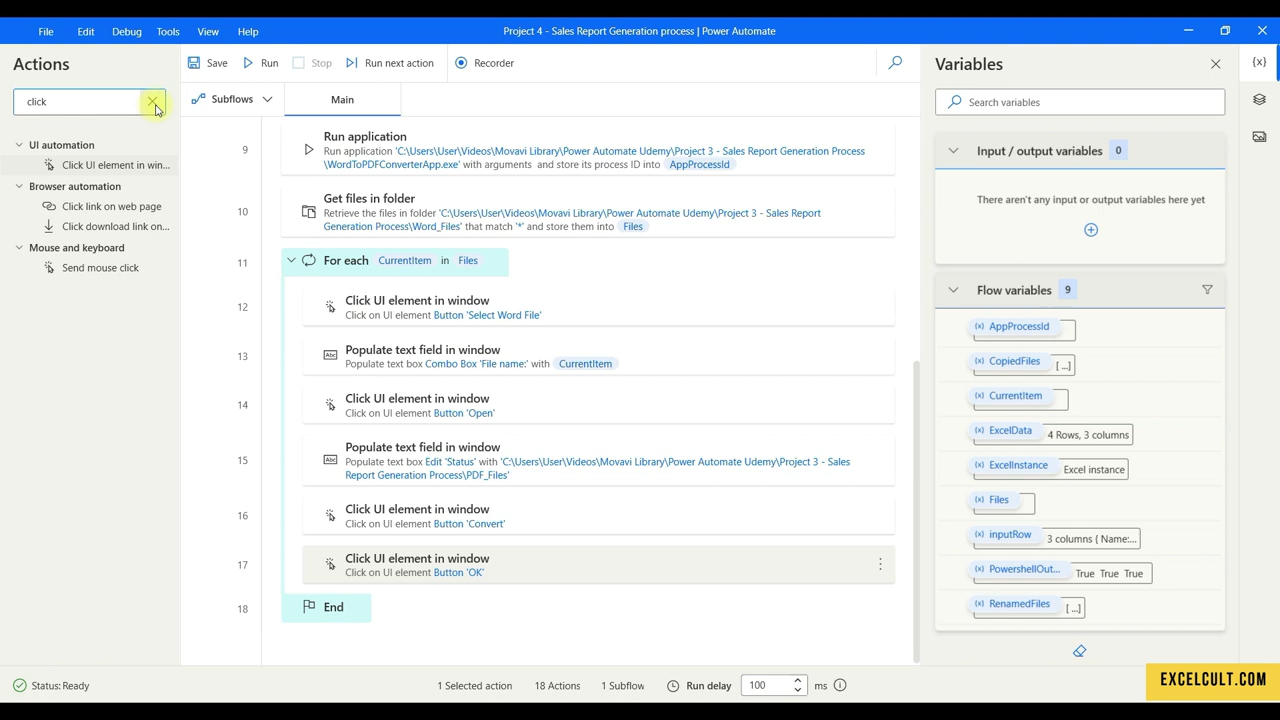 File Edit Debug Tools View Help
Project 4 - Sales Report Generation process | Power Automate
Actions
click
UI automation
Click UI element in win...
Browser automation
Click link on web page
Click download link on...
Mouse and keyboard
Send mouse click
Save Run Stop Run next action Recorder
Subflows Main
9
Run application
Run application 'C:\Users\User\Videos\Movavi Library\Power Automate Udemy\Project 3 - Sales Report Generation Process
\WordToPDFConverterApp.exe' with arguments and store its process ID into AppProcessId
10
Get files in folder
Retrieve the files in folder 'C:\Users\User\Videos\Movavi Library\Power Automate Udemy\Project 3 - Sales Report
Generation Process\Word_Files' that match '*' and store them into Files
11
For each CurrentItem in Files
12
Click UI element in window
Click on UI element Button 'Select Word File'
13
Populate text field in window
Populate text box Combo Box 'File name:' with CurrentItem
14
Click UI element in window
Click on UI element Button 'Open'
15
Populate text field in window
Populate text box Edit 'Status' with 'C:\Users\User\Videos\Movavi Library\Power Automate Udemy\Project 3 - Sales
Report Generation Process\PDF_Files'
16
Click UI element in window
Click on UI element Button 'Convert'
17
Click UI element in window
Click on UI element Button 'OK'
18
End
Variables
{x}
Search variables
Input / output variables 0
There aren't any input or output variables here yet
Flow variables 9
{x} AppProcessId
{x} CopiedFiles [ ...]
{x} CurrentItem
{x} ExcelData 4 Rows, 3 columns
{x} ExcelInstance Excel instance
{x} Files
{x} inputRow 3 columns { Name:...
{x} PowershellOut... True True True
{x} RenamedFiles [ ...]
Status: Ready
1 Selected action 18 Actions 1 Subflow Run delay 100 ms
EXCELCULT.COM